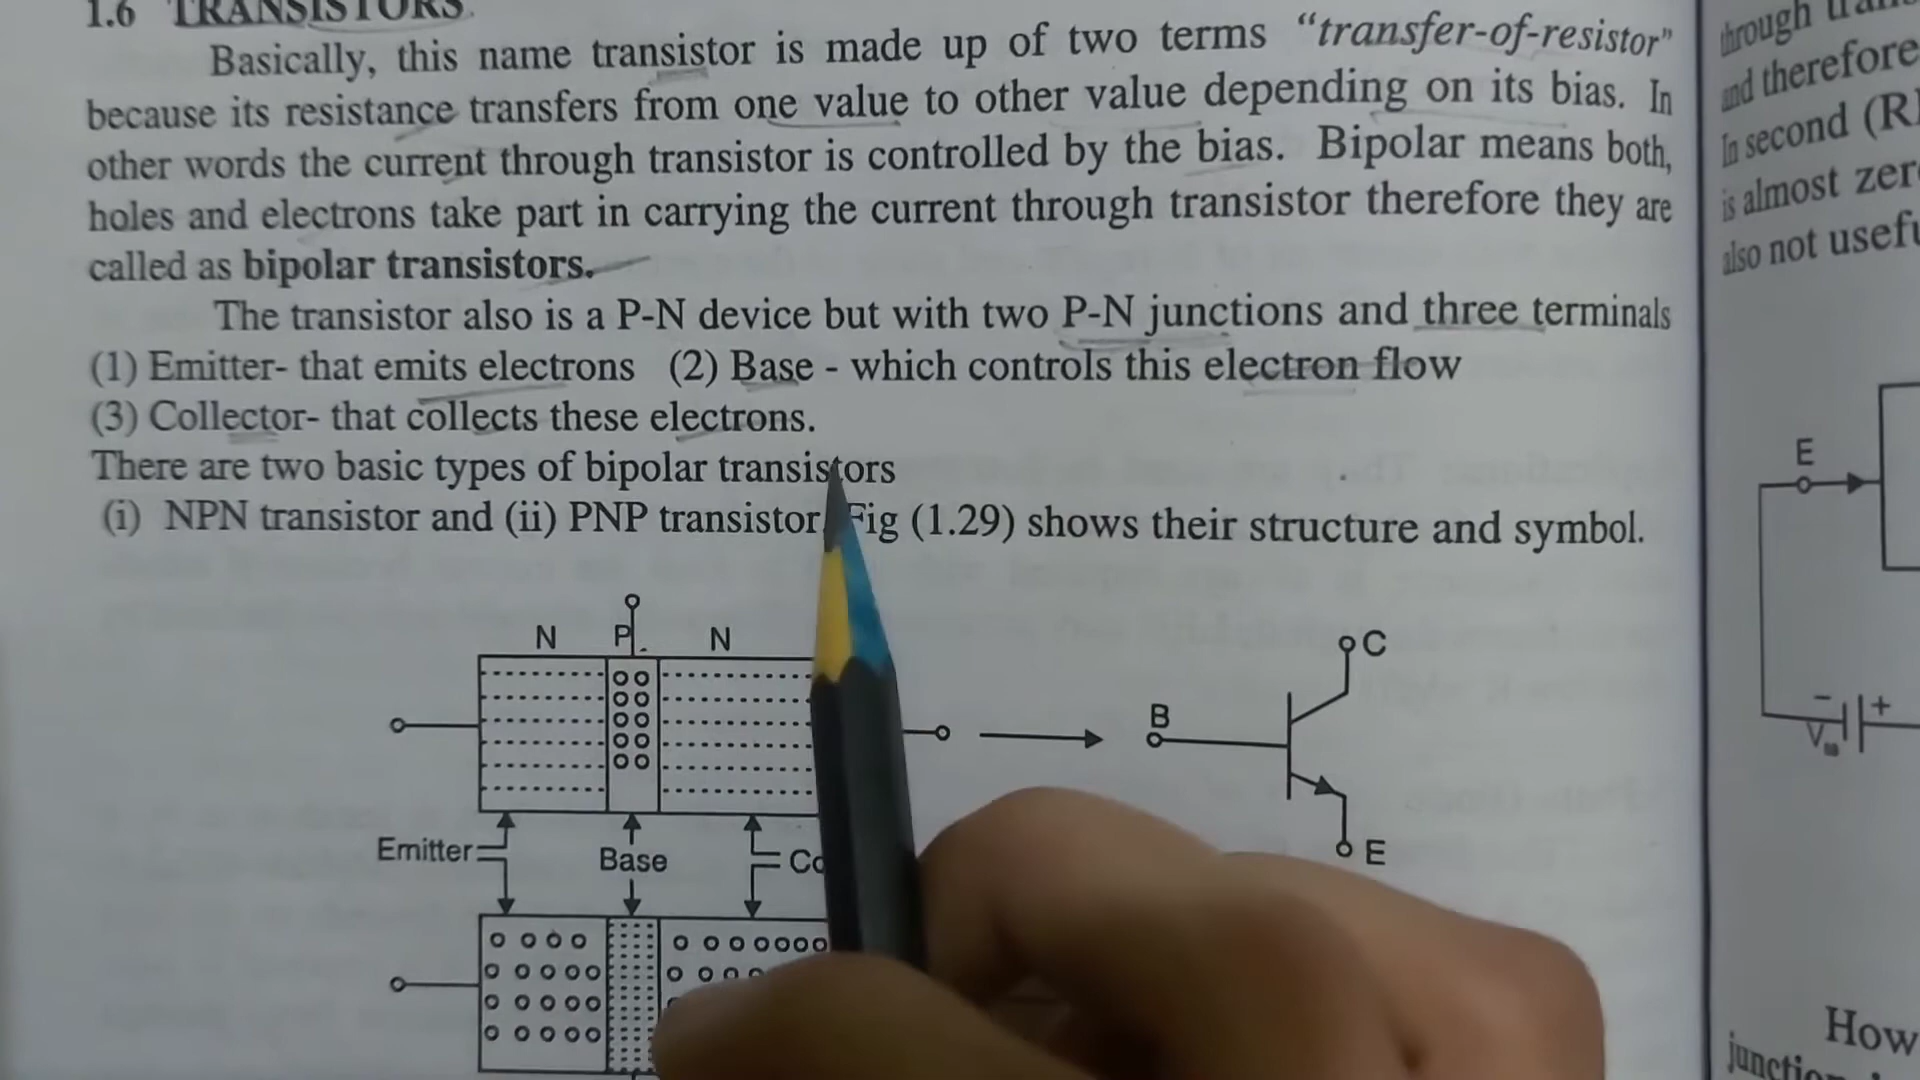 1.6 TRANSISTORS
Basically, this name transistor is made up of two terms "transfer-of-resistor"
because its resistance transfers from one value to other value depending on its bias. In
other words the current through transistor is controlled by the bias. Bipolar means both,
holes and electrons take part in carrying the current through transistor therefore they are
called as bipolar transistors.
The transistor also is a P-N device but with two P-N junctions and three terminals
(1) Emitter- that emits electrons (2) Base - which controls this electron flow
(3) Collector- that collects these electrons.
There are two basic types of bipolar transistors
(i) NPN transistor and (ii) PNP transistor Fig (1.29) shows their structure and symbol.
N P N
C
B
E
Emitter Base
through
and therefore
In second
is almost
also not
E
- +
How